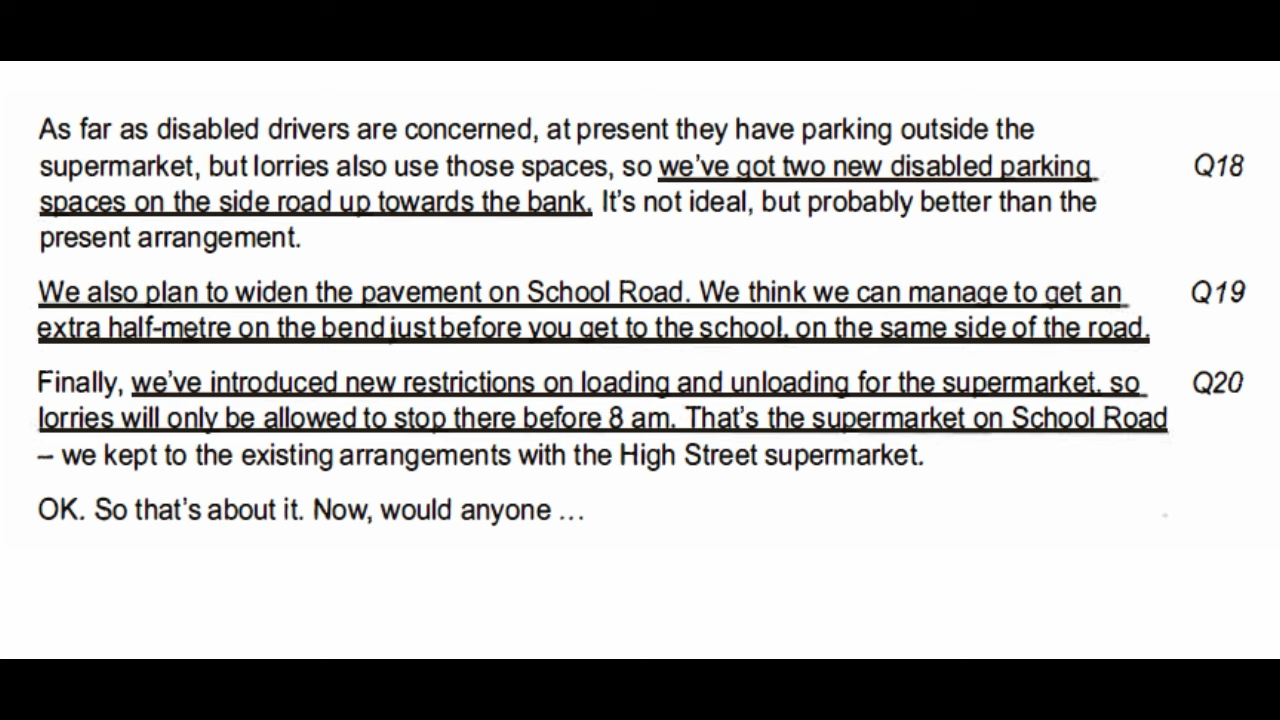 As far as disabled drivers are concerned, at present they have parking outside the
supermarket, but lorries also use those spaces, so we've got two new disabled parking Q18
spaces on the side road up towards the bank. It's not ideal, but probably better than the
present arrangement.
We also plan to widen the pavement on School Road. We think we can manage to get an Q19
extra half-metre on the bend just before you get to the school, on the same side of the road.
Finally, we've introduced new restrictions on loading and unloading for the supermarket, so Q20
lorries will only be allowed to stop there before 8 am. That's the supermarket on School Road
– we kept to the existing arrangements with the High Street supermarket.
OK. So that's about it. Now, would anyone …